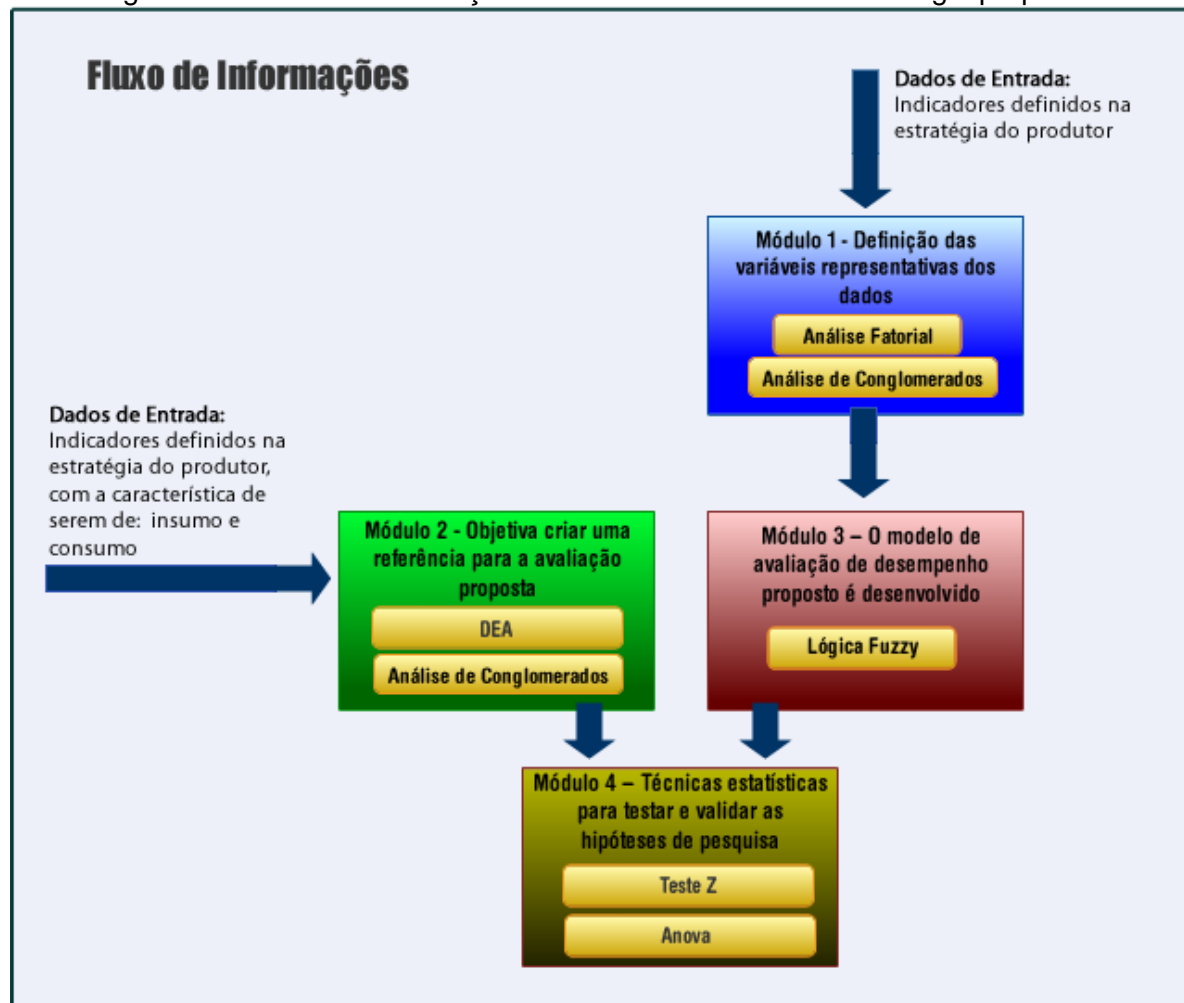 Fluxo de Informações
Dados de Entrada:
Indicadores definidos na
estratégia do produtor
Módulo 1 - Definição das
variáveis representativas dos
dados
Análise Fatorial
Análise de Conglomerados
Dados de Entrada:
Indicadores definidos na
estratégia do produtor,
com a característica de
serem de: insumo e
consumo
Módulo 2 - Objetiva criar uma
referência para a avaliação
proposta
DEA
Análise de Conglomerados
Módulo 3 – O modelo de
avaliação de desempenho
proposto é desenvolvido
Lógica Fuzzy
Módulo 4 – Técnicas estatísticas
para testar e validar as
hipóteses de pesquisa
Teste Z
Anova